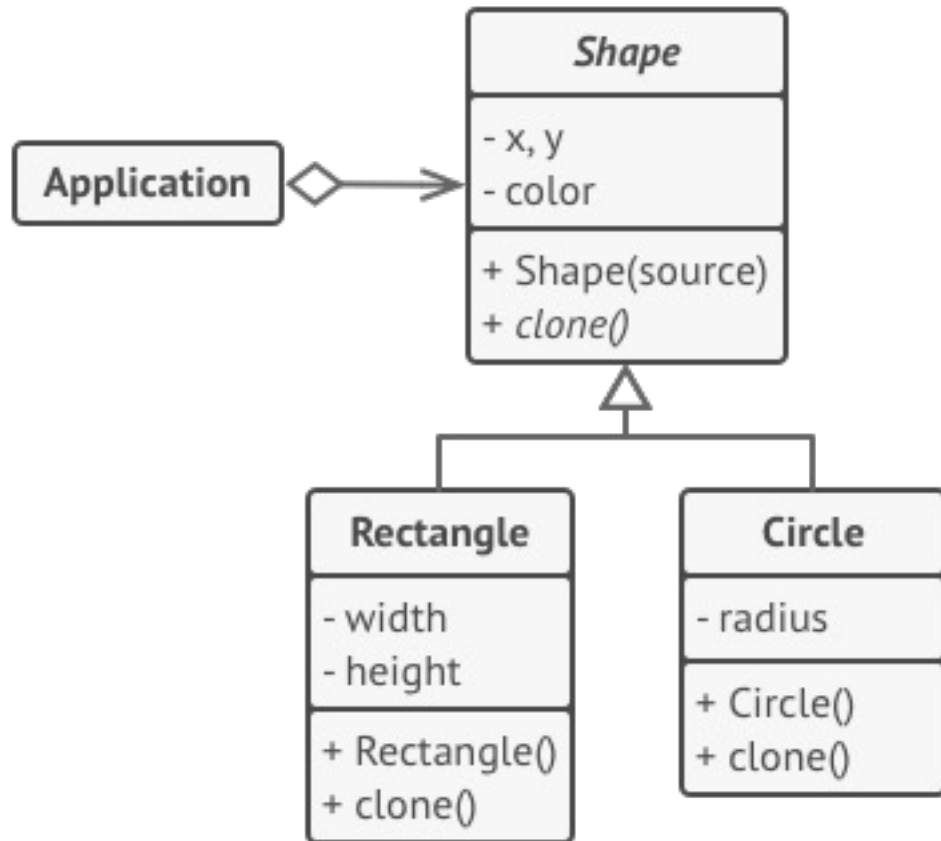 Shape
- x, y
- color
+ Shape(source)
+ clone()
Application
Rectangle
- width
- height
+ Rectangle()
+ clone()
Circle
- radius
+ Circle()
+ clone()